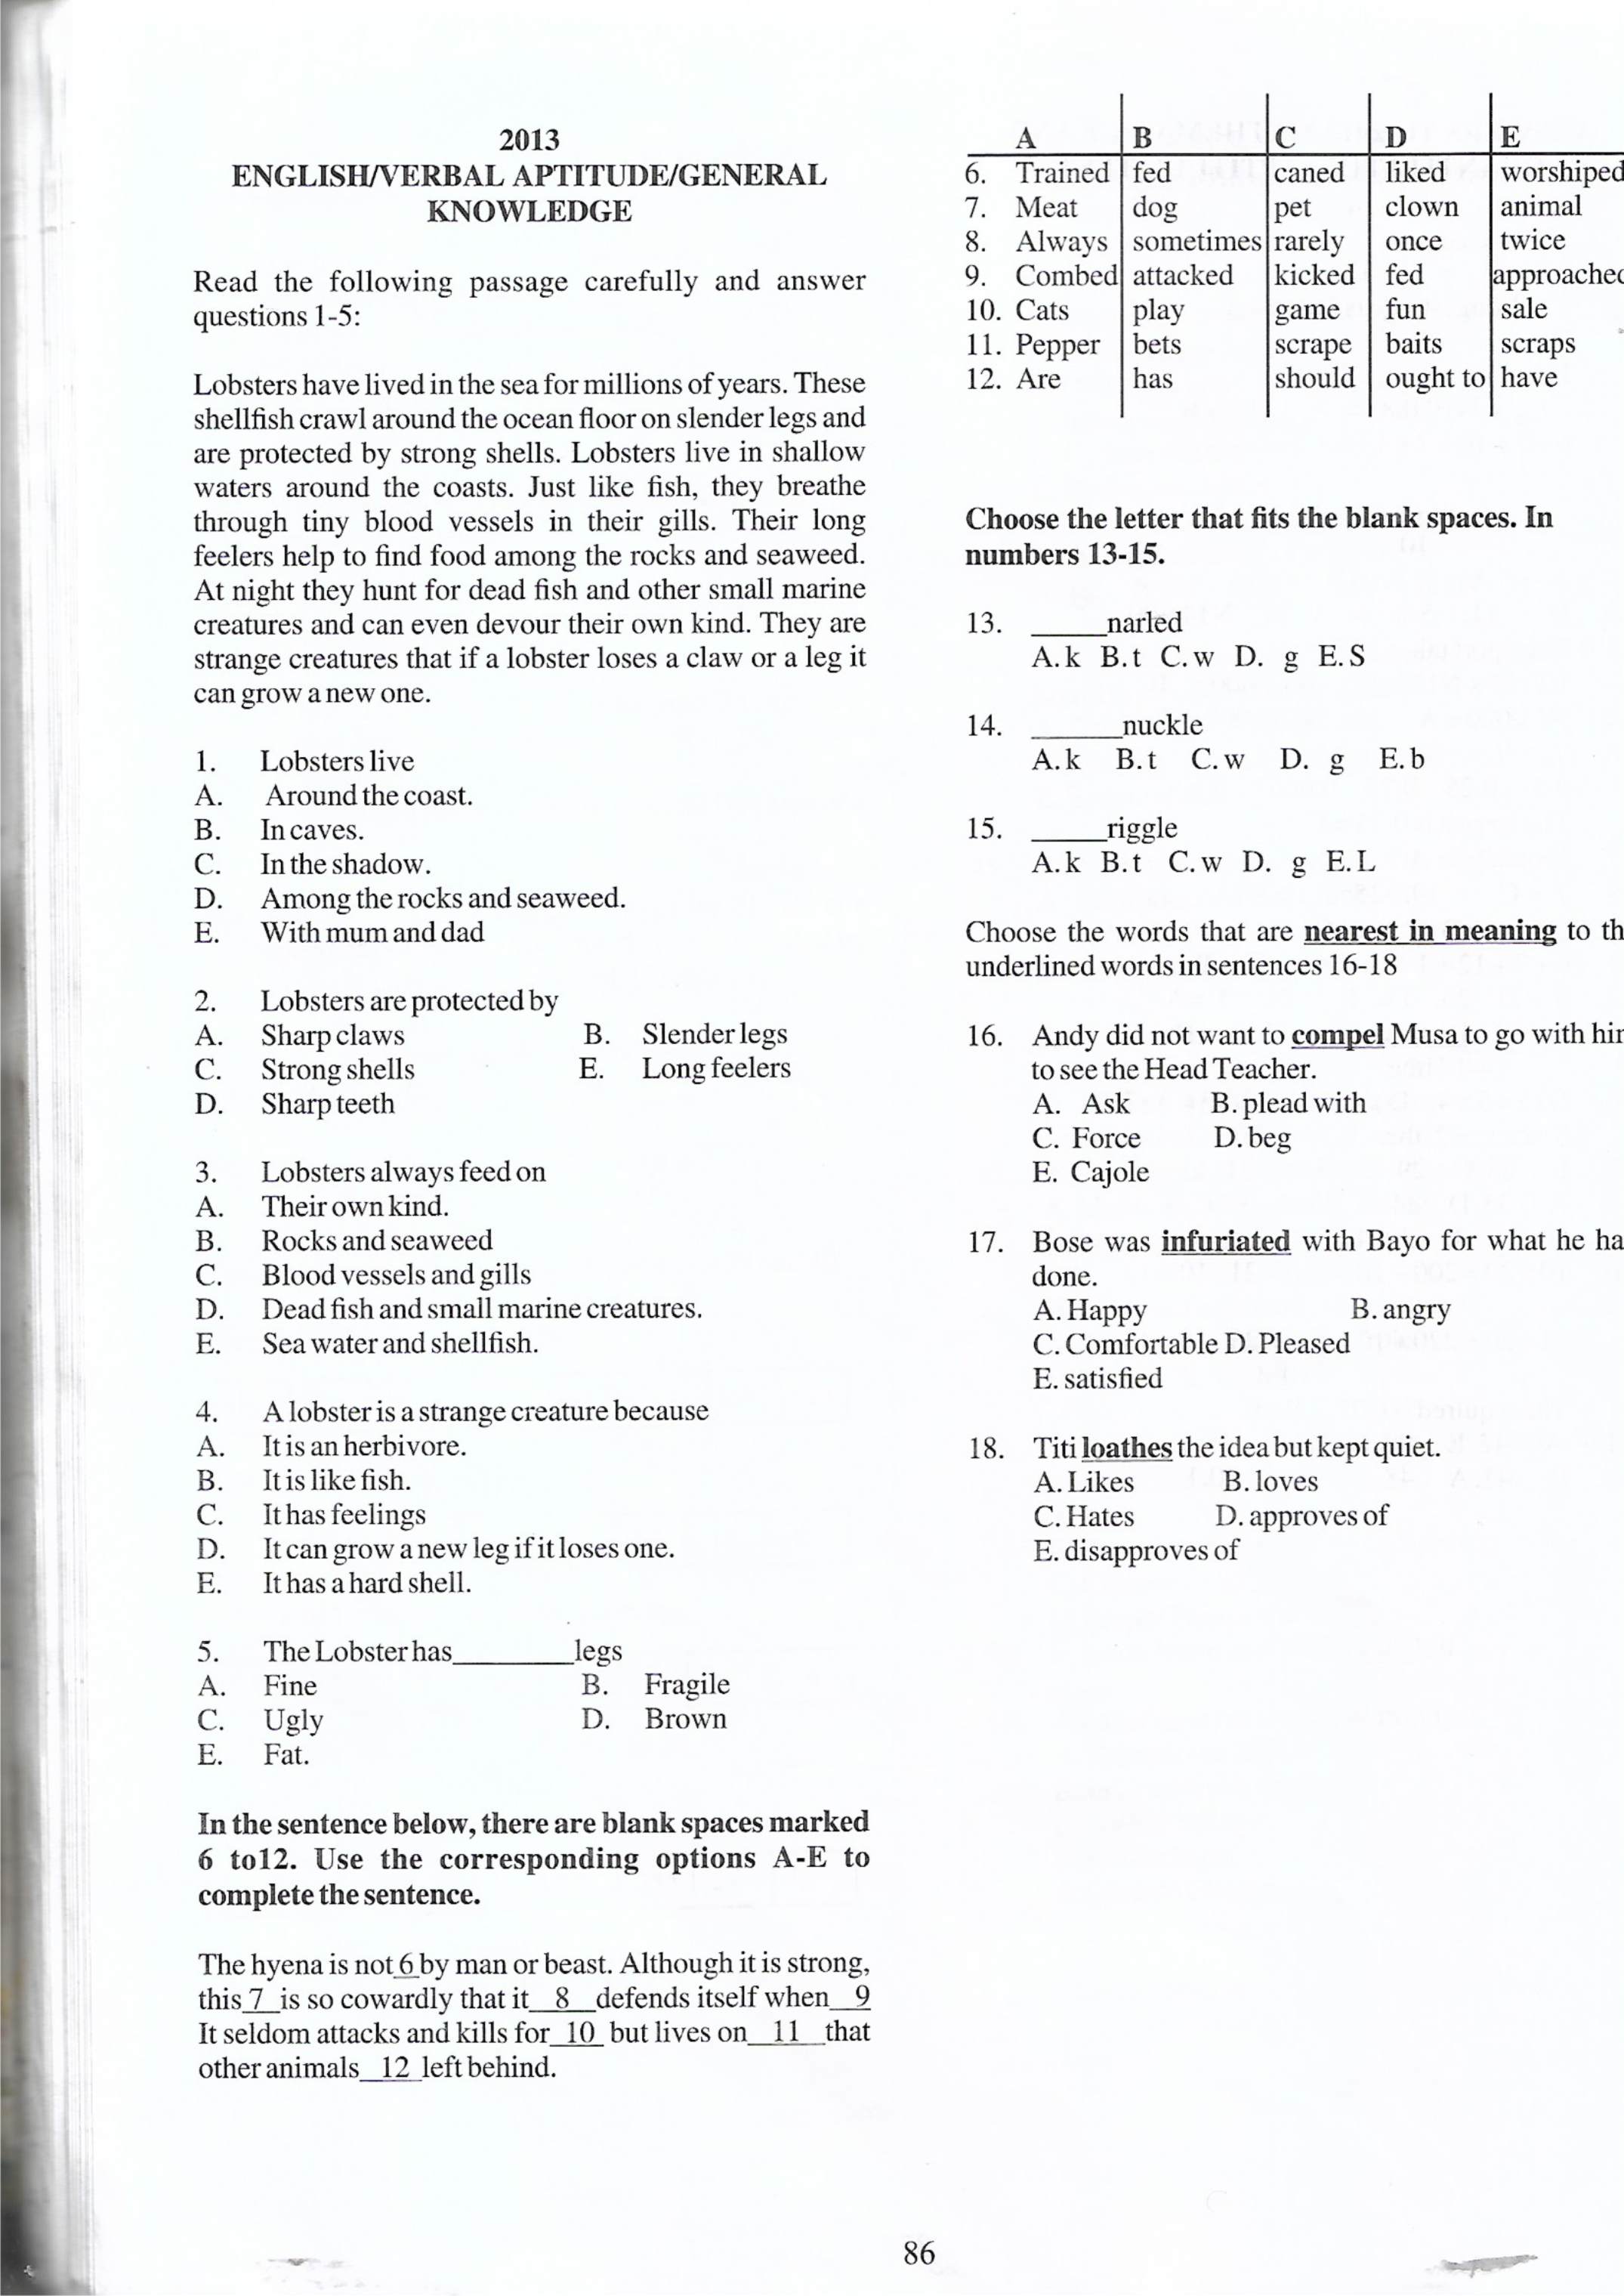 2013
ENGLISH/VERBAL APTITUDE/GENERAL
KNOWLEDGE
Read the following passage carefully and answer
questions 1-5:
Lobsters have lived in the sea for millions of years. These
shellfish crawl around the ocean floor on slender legs and
are protected by strong shells. Lobsters live in shallow
waters around the coasts. Just like fish, they breathe
through tiny blood vessels in their gills. Their long
feelers help to find food among the rocks and seaweed.
At night they hunt for dead fish and other small marine
creatures and can even devour their own kind. They are
strange creatures that if a lobster loses a claw or a leg it
can grow a new one.
1. Lobsters live
A. Around the coast.
B. In caves.
C. In the shadow.
D. Among the rocks and seaweed.
E. With mum and dad
2. Lobsters are protected by
A. Sharp claws B. Slender legs
C. Strong shells E. Long feelers
D. Sharp teeth
3. Lobsters always feed on
A. Their own kind.
B. Rocks and seaweed
C. Blood vessels and gills
D. Dead fish and small marine creatures.
E. Sea water and shellfish.
4. A lobster is a strange creature because
A. It is an herbivore.
B. It is like fish.
C. It has feelings
D. It can grow a new leg if it loses one.
E. It has a hard shell.
5. The Lobster has________legs
A. Fine B. Fragile
C. Ugly D. Brown
E. Fat.
In the sentence below, there are blank spaces marked
6 to12. Use the corresponding options A-E to
complete the sentence.
The hyena is not 6 by man or beast. Although it is strong,
this 7 is so cowardly that it 8 defends itself when 9
It seldom attacks and kills for 10 but lives on 11 that
other animals 12 left behind.
A B C D E
6. Trained fed caned liked worshiped
7. Meat dog pet clown animal
8. Always sometimes rarely once twice
9. Combed attacked kicked fed approached
10. Cats play game fun sale
11. Pepper bets scrape baits scraps
12. Are has should ought to have
Choose the letter that fits the blank spaces. In
numbers 13-15.
13. _____narled
A. k B. t C. w D. g E. S
14. ______nuckle
A. k B. t C. w D. g E. b
15. _____riggle
A. k B. t C. w D. g E. L
Choose the words that are nearest in meaning to th
underlined words in sentences 16-18
16. Andy did not want to compel Musa to go with hi
to see the Head Teacher.
A. Ask B. plead with
C. Force D. beg
E. Cajole
17. Bose was infuriated with Bayo for what he ha
done.
A. Happy B. angry
C. Comfortable D. Pleased
E. satisfied
18. Titi loathes the idea but kept quiet.
A. Likes B. loves
C. Hates D. approves of
E. disapproves of
86